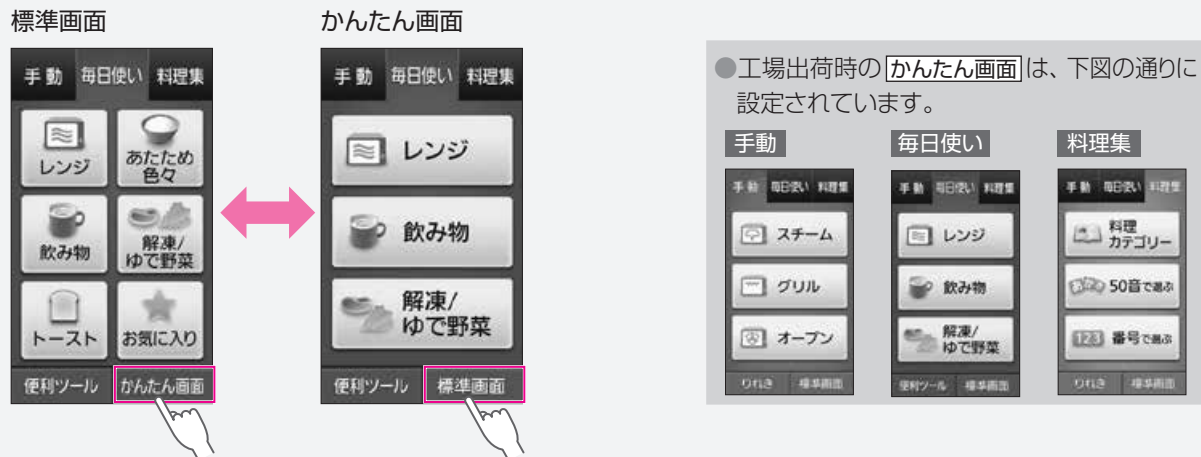 標準画面
手動 毎日使い 料理集
レンジ
あたため
色々
飲み物
解凍/
ゆで野菜
トースト
お気に入り
便利ツール かんたん画面
かんたん画面
手動 毎日使い 料理集
レンジ
飲み物
解凍/
ゆで野菜
便利ツール 標準画面
●工場出荷時のかんたん画面は、下図の通りに
設定されています。
手動
手動 毎日使い 料理集
スチーム
グリル
オーブン
りれき 標準画面
毎日使い
手動 毎日使い 料理集
レンジ
飲み物
解凍/
ゆで野菜
便利ツール 標準画面
料理集
手動 毎日使い 料理集
料理
カテゴリー
50音で選ぶ
123 番号で選ぶ
りれき 標準画面